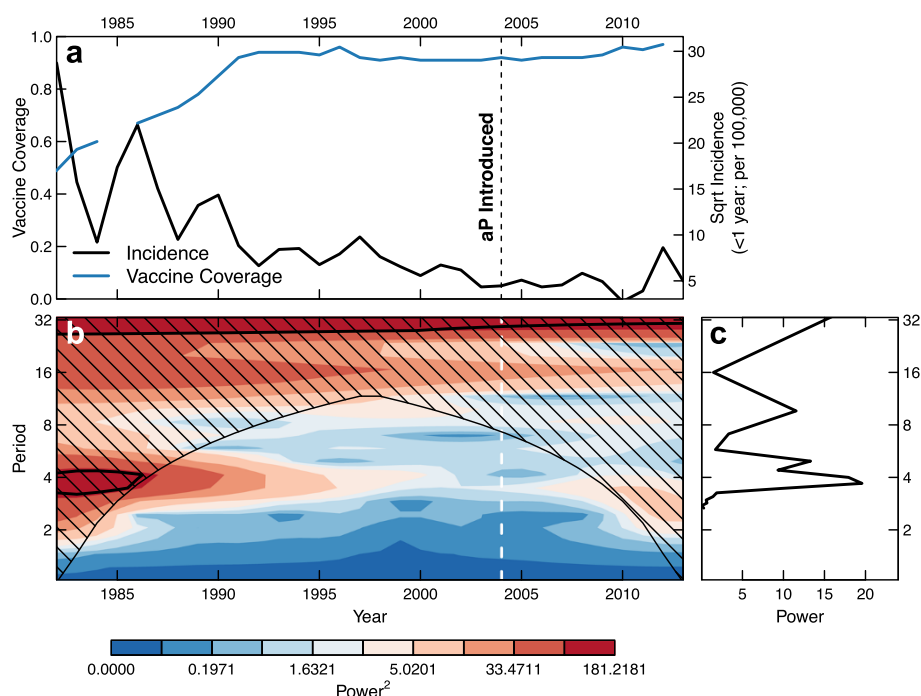 1985 1990 1995 2000 2005 2010
a
1.0
0.8
0.6
0.4
0.2
0.0
Vaccine Coverage
30
25
20
15
10
5
Sqrt Incidence
(<1 year; per 100,000)
aP Introduced
Incidence
Vaccine Coverage
b
32
16
8
4
2
Period
1985 1990 1995 2000 2005 2010
Year
c
32
16
8
4
2
5 10 15 20
Power
0.0000 0.1971 1.6321 5.0201 33.4711 181.2181
Power2